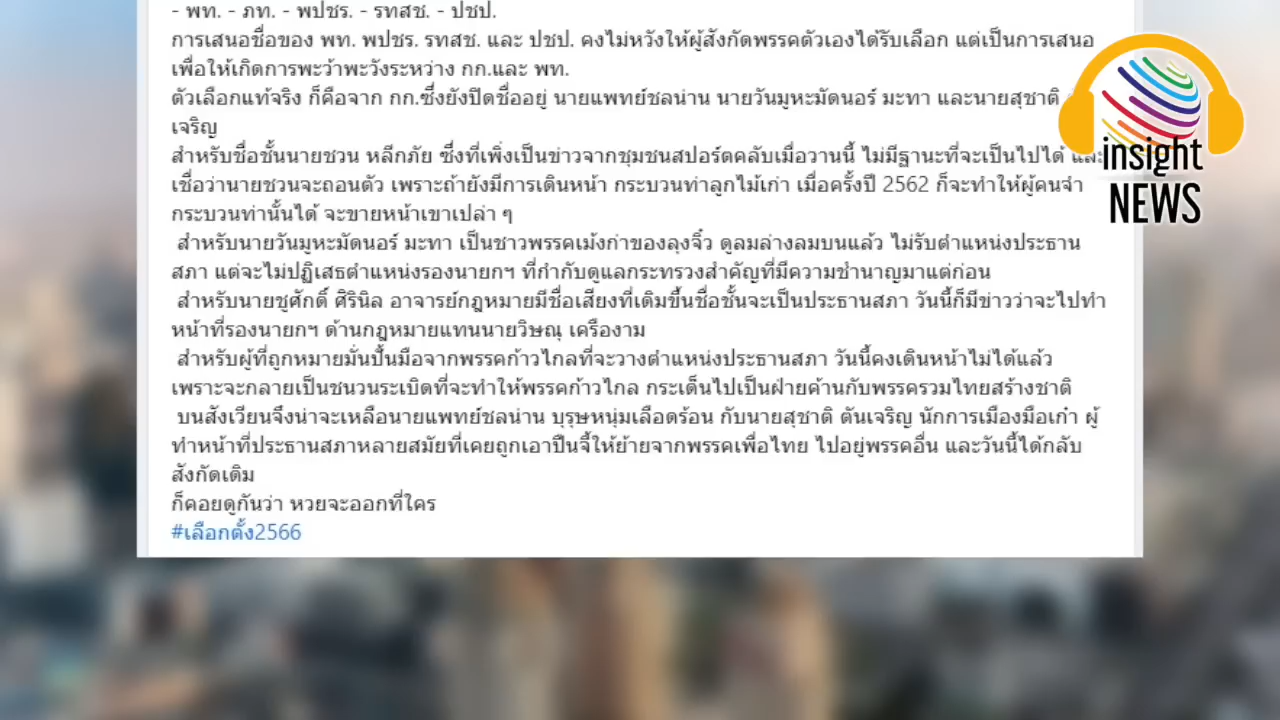 - พท. - ภท. - พปชร. - รทสช. - ปชป.
การเสนอชื่อของ พท. พปชร. รทสช. และ ปชป. คงไม่หวังให้ผู้สังกัดพรรคตัวเองได้รับเลือก แต่เป็นการเสนอ
เพื่อให้เกิดการพะว้าพะวังระหว่าง กก.และ พท.
ตัวเลือกแท้จริง ก็คือจาก กก.ซึ่งยังปิดชื่ออยู่ นายแพทย์ชลน่าน นายวันมูหะมัดนอร์ มะทา และนายสุชาติ
เจริญ
สำหรับชื่อชั้นนายชวน หลีกภัย ซึ่งที่เพิ่งเป็นข่าวจากชุมชนสปอร์ตคลับเมื่อวานนี้ ไม่มีฐานะที่จะเป็นไปได้ และ
เชื่อว่านายชวนจะถอนตัว เพราะถ้ายังมีการเดินหน้า กระบวนท่าลูกไม้เก่า เมื่อครั้งปี 2562 ก็จะทำให้ผู้คนจำ
กระบวนท่านั้นได้ จะขายหน้าเขาเปล่า ๆ
สำหรับนายวันมูหะมัดนอร์ มะทา เป็นชาวพรรคเม้งก่าของลุงจิ๋ว ดูลมล่างลมบนแล้ว ไม่รับตำแหน่งประธาน
สภา แต่จะไม่ปฏิเสธตำแหน่งรองนายกฯ ที่กำกับดูแลกระทรวงสำคัญที่มีความชำนาญมาแต่ก่อน
สำหรับนายชูศักดิ์ ศิรินิล อาจารย์กฎหมายมีชื่อเสียงที่เดิมขึ้นชื่อชั้นจะเป็นประธานสภา วันนี้ก็มีข่าวว่าจะไปทำ
หน้าที่รองนายกฯ ด้านกฎหมายแทนนายวิษณุ เครืองาม
สำหรับผู้ที่ถูกหมายมั่นปั้นมือจากพรรคก้าวไกลที่จะวางตำแหน่งประธานสภา วันนี้คงเดินหน้าไม่ได้แล้ว
เพราะจะกลายเป็นชนวนระเบิดที่จะทำให้พรรคก้าวไกล กระเด็นไปเป็นฝ่ายค้านกับพรรครวมไทยสร้างชาติ
บนสังเวียนจึงน่าจะเหลือนายแพทย์ชลน่าน บุรุษหนุ่มเลือดร้อน กับนายสุชาติ ตันเจริญ นักการเมืองมือเก๋า ผู้
ทำหน้าที่ประธานสภาหลายสมัยที่เคยถูกเอาปืนจี้ให้ย้ายจากพรรคเพื่อไทย ไปอยู่พรรคอื่น และวันนี้ได้กลับ
สังกัดเดิม
ก็คอยดูกันว่า หวยจะออกที่ใคร
#เลือกตั้ง2566
insight
NEWS